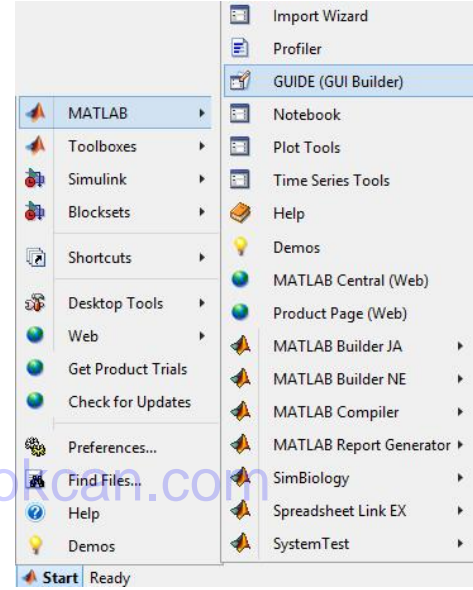 Import Wizard
Profiler
GUIDE (GUI Builder)
Notebook
Plot Tools
Time Series Tools
Help
Demos
MATLAB Central (Web)
Product Page (Web)
MATLAB Builder JA
MATLAB Builder NE
MATLAB Compiler
MATLAB Report Generator
SimBiology
Spreadsheet Link EX
SystemTest
MATLAB
Toolboxes
Simulink
Blocksets
Shortcuts
Desktop Tools
Web
Get Product Trials
Check for Updates
Preferences...
Find Files...
Help
Demos
Start Ready
okcan.com